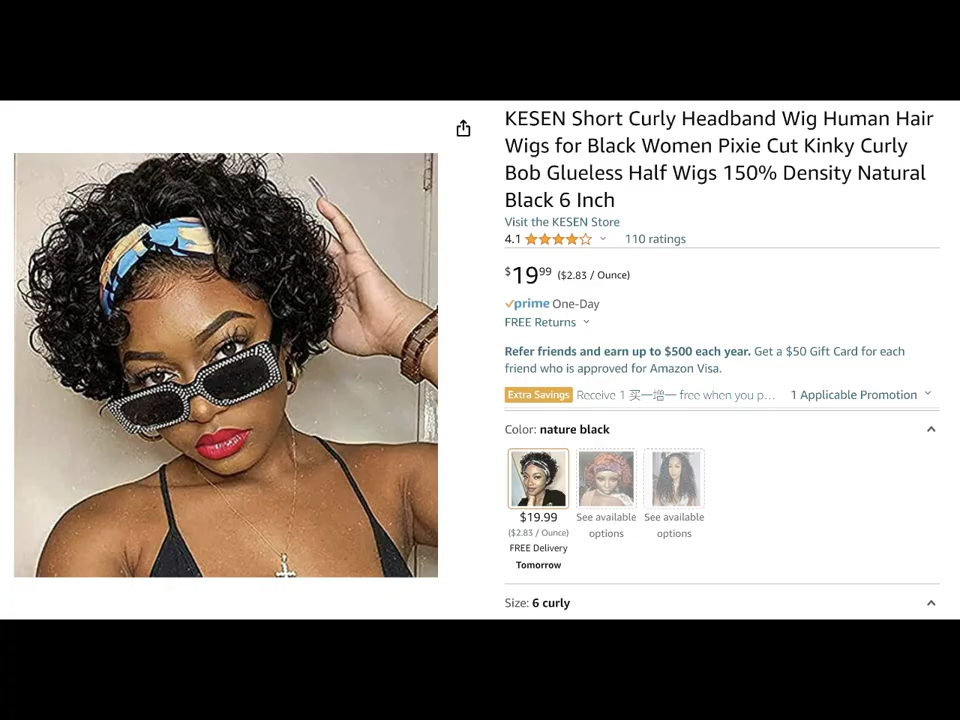 KESEN Short Curly Headband Wig Human Hair
Wigs for Black Women Pixie Cut Kinky Curly
Bob Glueless Half Wigs 150% Density Natural
Black 6 Inch
Visit the KESEN Store
4.1 110 ratings
$19.99 ($2.83 / Ounce)
prime One-Day
FREE Returns
Refer friends and earn up to $500 each year. Get a $50 Gift Card for each
friend who is approved for Amazon Visa.
Extra Savings Receive 1 买一增一 free when you p... 1 Applicable Promotion
Color: nature black
$19.99 See available See available
($2.83 / Ounce) options options
FREE Delivery
Tomorrow
Size: 6 curly